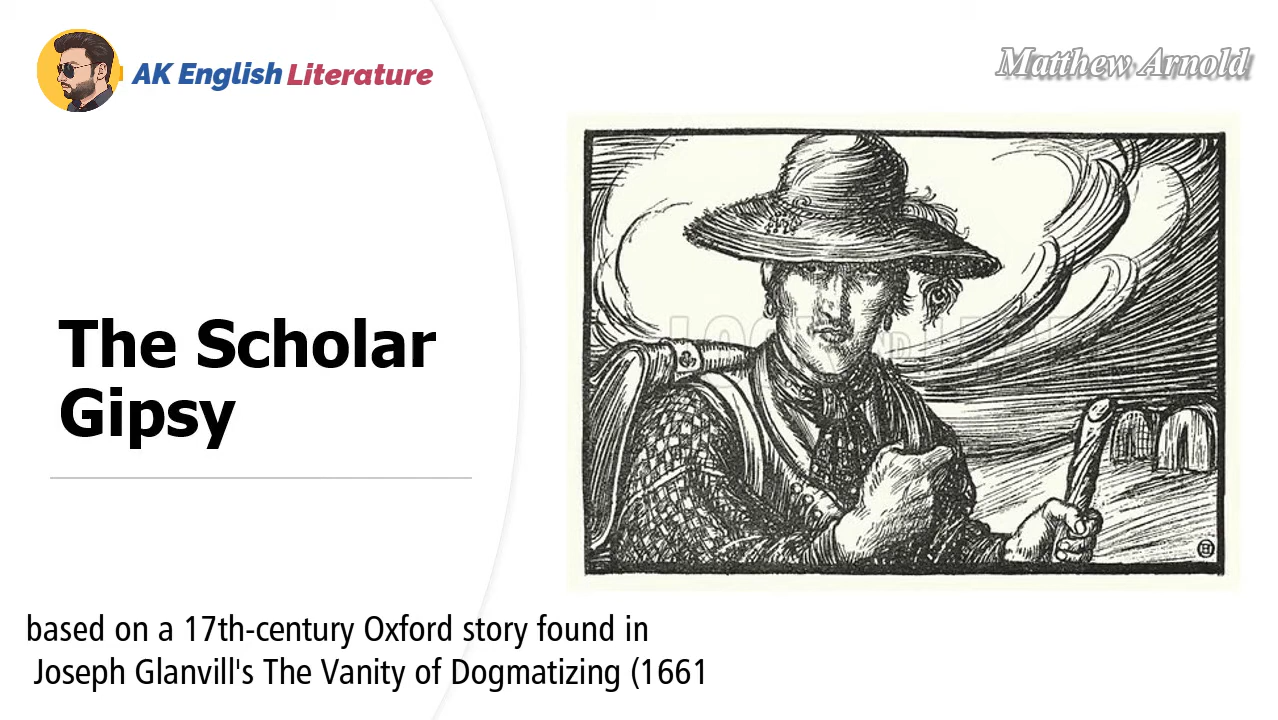 AK English Literature
Matthew Arnold
The Scholar
Gipsy
based on a 17th-century Oxford story found in
Joseph Glanvill's The Vanity of Dogmatizing (1661